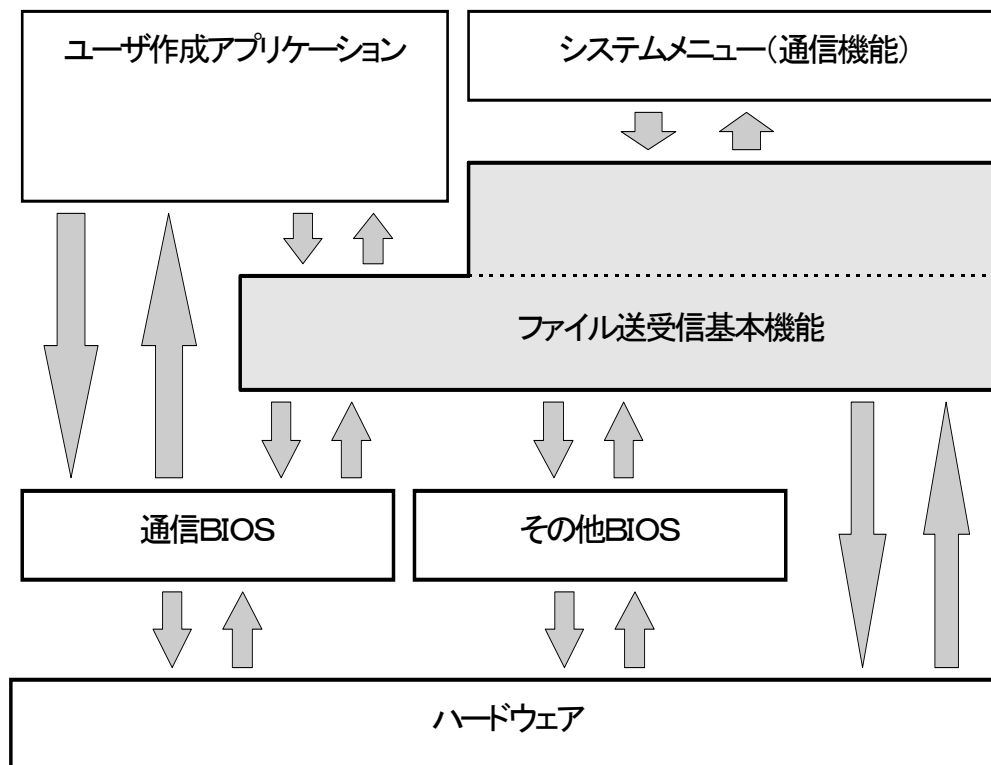 ユーザ作成アプリケーション
システムメニュー(通信機能)
ファイル送受信基本機能
通信BIOS
その他BIOS
ハードウェア